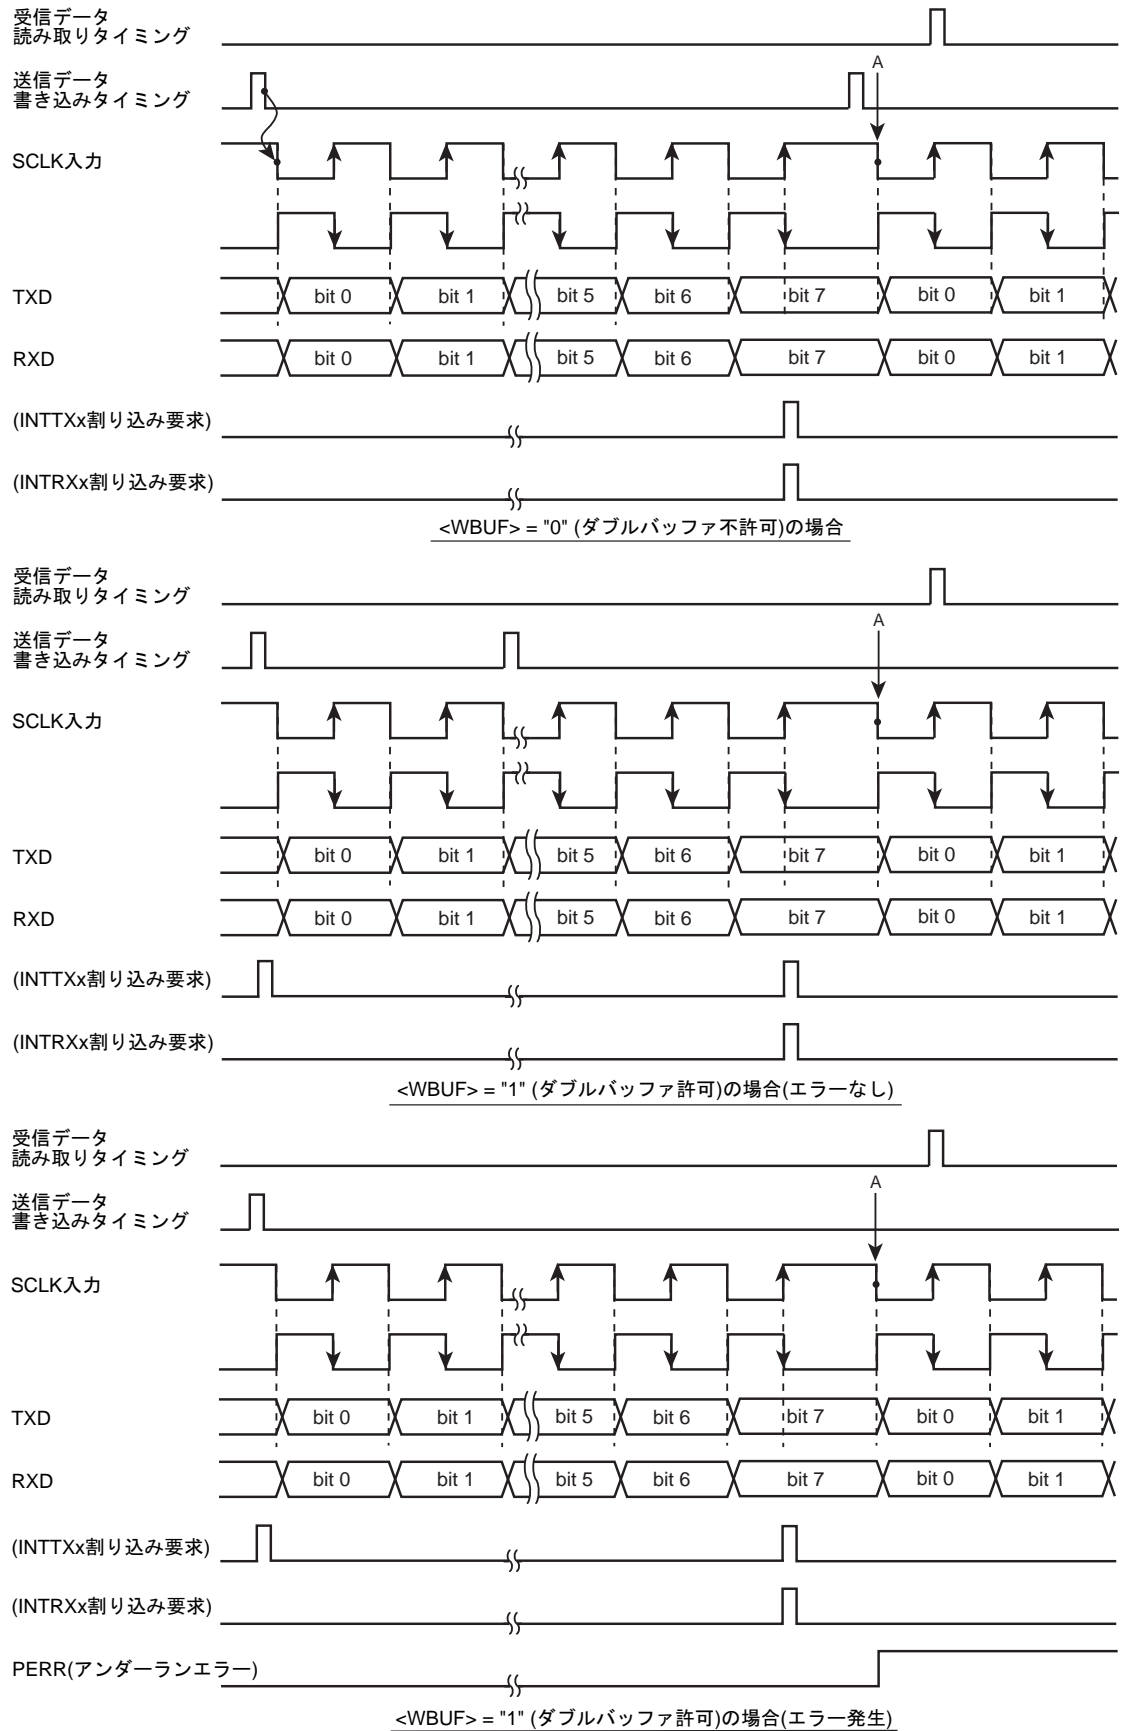 受信データ
読み取りタイミング
送信データ
書き込みタイミング
A
SCLK入力
TXD bit 0 bit 1 bit 5 bit 6 bit 7 bit 0 bit 1
RXD bit 0 bit 1 bit 5 bit 6 bit 7 bit 0 bit 1
(INTTXx割り込み要求)
(INTRXx割り込み要求)
<WBUF> = "0" (ダブルバッファ不許可)の場合
受信データ
読み取りタイミング
送信データ
書き込みタイミング
A
SCLK入力
TXD bit 0 bit 1 bit 5 bit 6 bit 7 bit 0 bit 1
RXD bit 0 bit 1 bit 5 bit 6 bit 7 bit 0 bit 1
(INTTXx割り込み要求)
(INTRXx割り込み要求)
<WBUF> = "1" (ダブルバッファ許可)の場合(エラーなし)
受信データ
読み取りタイミング
送信データ
書き込みタイミング
A
SCLK入力
TXD bit 0 bit 1 bit 5 bit 6 bit 7 bit 0 bit 1
RXD bit 0 bit 1 bit 5 bit 6 bit 7 bit 0 bit 1
(INTTXx割り込み要求)
(INTRXx割り込み要求)
PERR(アンダーランエラー)
<WBUF> = "1" (ダブルバッファ許可)の場合(エラー発生)